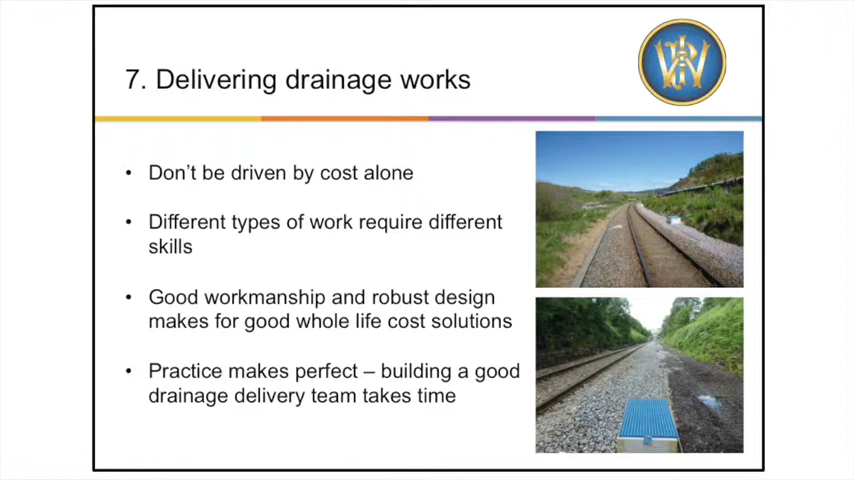 7. Delivering drainage works
• Don't be driven by cost alone
• Different types of work require different
skills
• Good workmanship and robust design
makes for good whole life cost solutions
• Practice makes perfect – building a good
drainage delivery team takes time